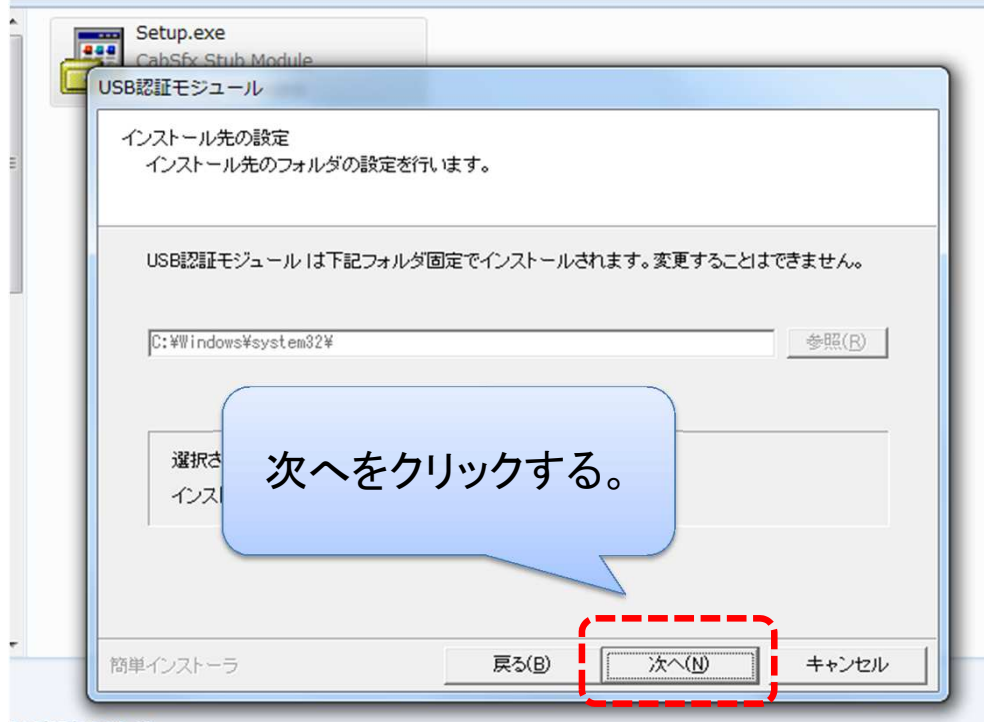 Setup.exe
CabSfx Stub Module
USB認証モジュール
インストール先の設定
インストール先のフォルダの設定を行います。
USB認証モジュール は下記フォルダ固定でインストールされます。変更することはできません。
C:¥Windows¥system32¥
参照(R)
選択さ
インス
次へをクリックする。
簡単インストーラ
戻る(B)
次へ(N)
キャンセル